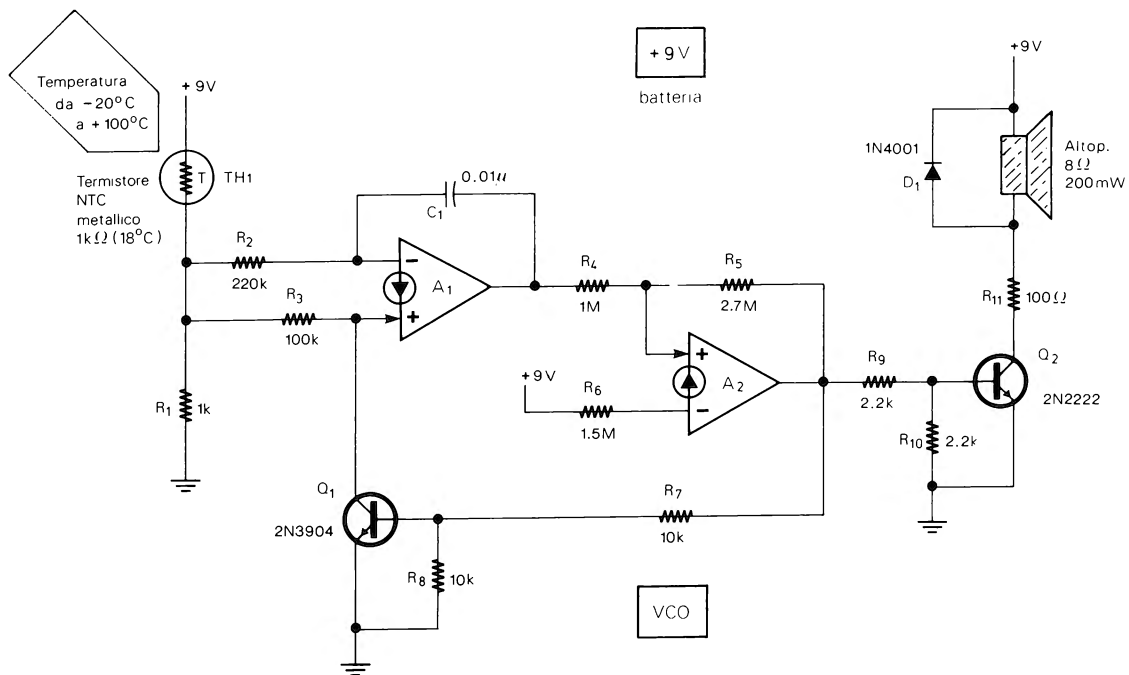 Temperatura
da −20°C
a +100°C
+9V
+9V
batteria
+9V
Termistore
NTC
metallico
1kΩ (18°C)
T
TH1
1N4001
D1
Altop.
8Ω
200mW
0.01µ
C1
R2
220k
R3
100k
−
+
A1
R4
1M
R5
2.7M
R11
100Ω
R1
1k
+9V
R6
1.5M
+
−
A2
R9
2.2k
Q2
2N2222
R10
2.2k
Q1
2N3904
R7
10k
R8
10k
VCO